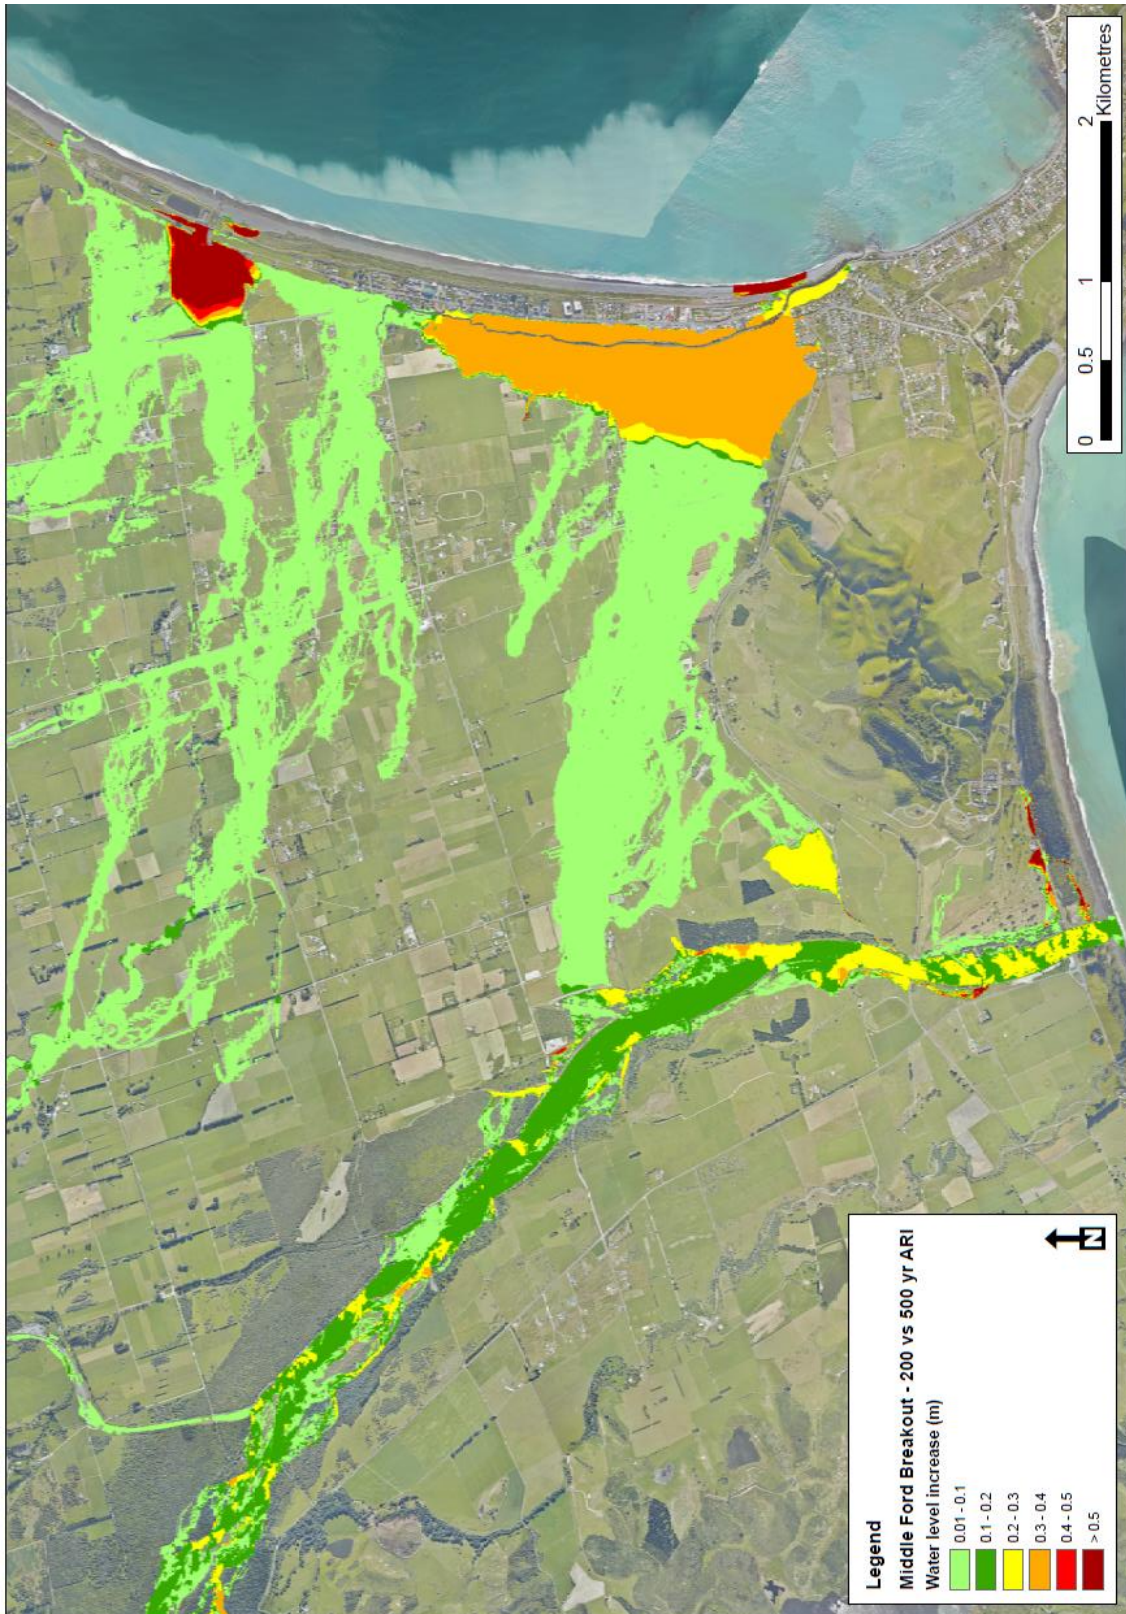 Legend
Middle Ford Breakout - 200 vs 500 yr ARI
Water level increase (m)
0.01 - 0.1
0.1 - 0.2
0.2 - 0.3
0.3 - 0.4
0.4 - 0.5
> 0.5
N
0 0.5 1 2
Kilometres